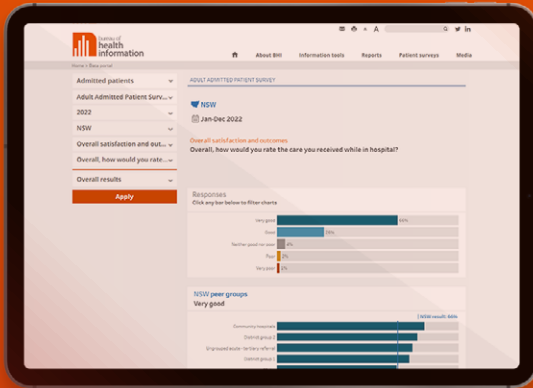 bureau of
health
information
A
About BHI
Information tools
Reports
Patient surveys
Media
Home > Data portal
Admitted patients
Adult Admitted Patient Surv...
2022
NSW
Overall satisfaction and out...
Overall, how would you rate...
Overall results
Apply
ADULT ADMITTED PATIENT SURVEY
NSW
Jan-Dec 2022
Overall satisfaction and outcomes
Overall, how would you rate the care you received while in hospital?
Responses
Click any bar below to filter charts
Very good
Good
Neither good nor poor
4%
Poor
2%
Very poor
NSW peer groups
Very good
NSW result: 66%
Community hospitals
District group 2
Ungrouped acute - tertiary referral
District group 1